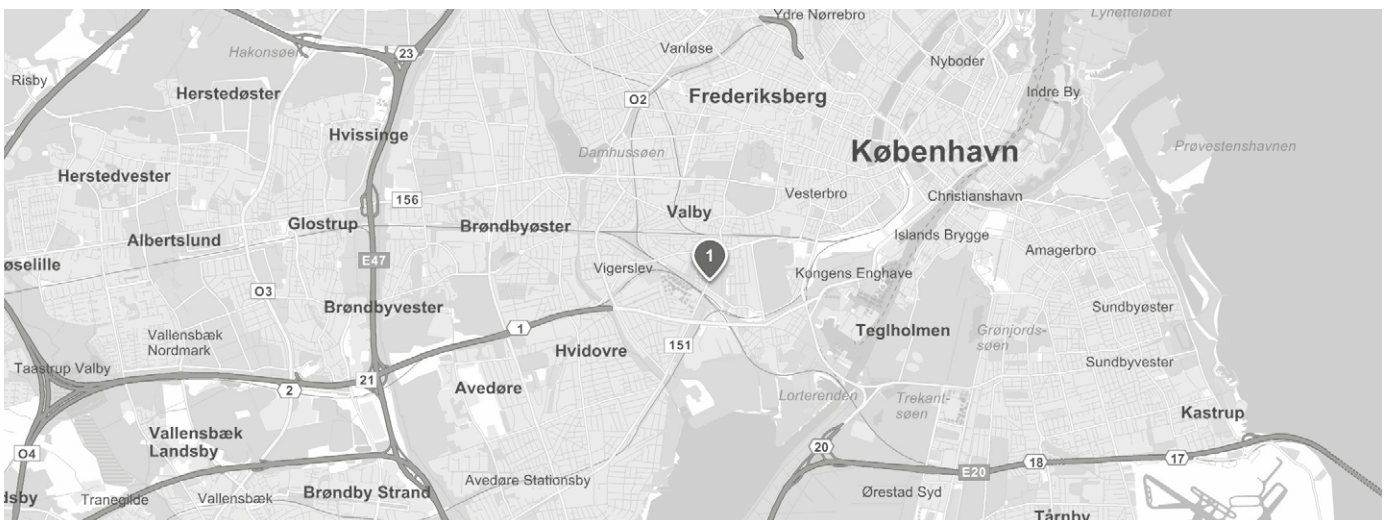 Ydre Nørrebro
Lynetteløbet
Hakonsøen
23
Vanløse
Nyboder
Risby
Herstedøster
O2
Frederiksberg
Indre By
Hvissinge
Damhussøen
København
Prøvestenshavnen
Herstedvester
156
Vesterbro
Christianshavn
Glostrup
Brøndbyøster
Valby
Albertslund
Islands Brygge
Amagerbro
øselille
E47
1
Vigerslev
Kongens Enghave
O3
Brøndbyvester
Sundbyøster
Vallensbæk
Nordmark
1
Teglholmen
Grønjords-
søen
151
Hvidovre
Taastrup Valby
21
Sundbyvester
2
Avedøre
Lorterenden
Trekant-
søen
Kastrup
Vallensbæk
Landsby
O4
20
18
17
E20
dsby
Tranegilde
Vallensbæk
Brøndby Strand
Avedøre Stationsby
Ørestad Syd
Tårnby